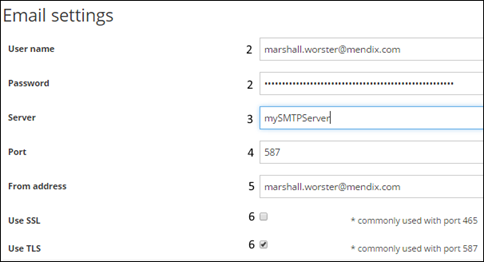 Email settings
User name 2 marshall.worster@mendix.com
Password 2 ••••••••••••••••••••••••••••••••••••••••••••••••••••••
Server 3 mySMTPServer
Port 4 587
From address 5 marshall.worster@mendix.com
Use SSL 6 * commonly used with port 465
Use TLS 6 * commonly used with port 587